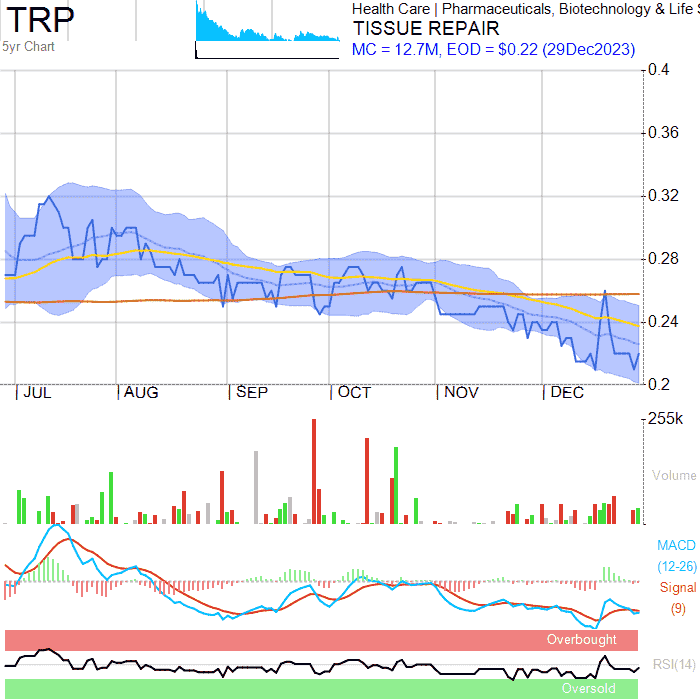 TRP
5yr Chart
Health Care | Pharmaceuticals, Biotechnology & Life S
TISSUE REPAIR
MC = 12.7M, EOD = $0.22 (29Dec2023)
0.4
0.36
0.32
0.28
0.24
0.2
JUL AUG SEP OCT NOV DEC
255k
Volume
MACD
(12-26)
Signal
(9)
Overbought
RSI(14)
Oversold